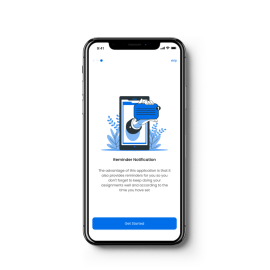 9:41
Skip
Reminder Notification
The advantage of this application is that it
also provides reminders for you so you
don't forget to keep doing your
assignments well and according to the
time you have set
Get Started